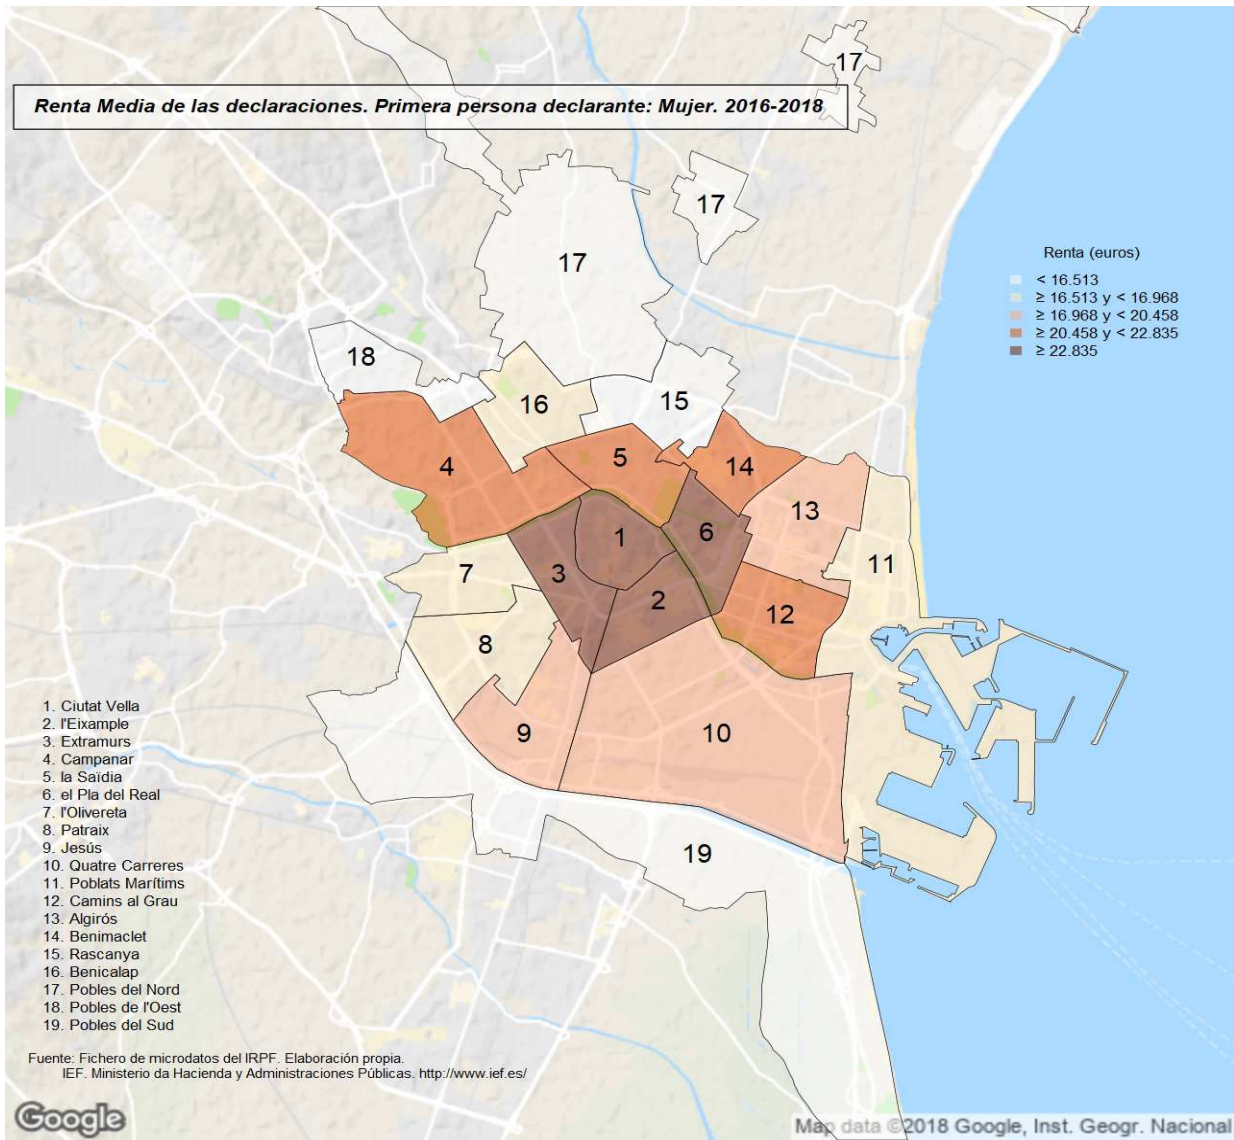 17
Renta Media de las declaraciones. Primera persona declarante: Mujer. 2016-2018
17
17
Renta (euros)
< 16.513
≥ 16.513 y < 16.968
≥ 16.968 y < 20.458
≥ 20.458 y < 22.835
≥ 22.835
18
16
15
4
5
14
13
1
6
11
7
3
2
12
8
9
10
19
1. Ciutat Vella
2. l'Eixample
3. Extramurs
4. Campanar
5. la Saïdia
6. el Pla del Real
7. l'Olivereta
8. Patraix
9. Jesús
10. Quatre Carreres
11. Poblats Marítims
12. Camins al Grau
13. Algirós
14. Benimaclet
15. Rascanya
16. Benicalap
17. Pobles del Nord
18. Pobles de l'Oest
19. Pobles del Sud
Fuente: Fichero de microdatos del IRPF. Elaboración propia.
IEF. Ministerio da Hacienda y Administraciones Públicas. http://www.ief.es/
Google
Map data ©2018 Google, Inst. Geogr. Nacional